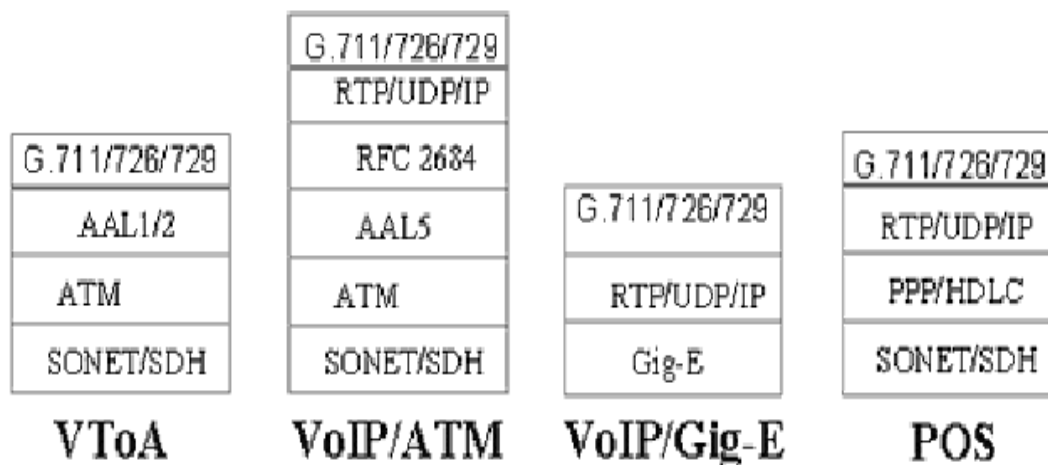 G.711/726/729
AAL1/2
ATM
SONET/SDH
VToA
G.711/726/729
RTP/UDP/IP
RFC 2684
AAL5
ATM
SONET/SDH
VoIP/ATM
G.711/726/729
RTP/UDP/IP
Gig-E
VoIP/Gig-E
G.711/726/729
RTP/UDP/IP
PPP/HDLC
SONET/SDH
POS